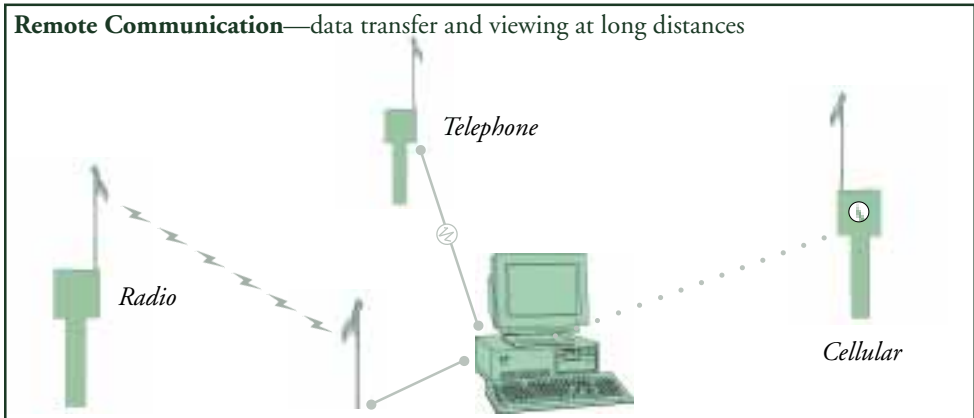 Remote Communication—data transfer and viewing at long distances
Telephone
Radio
Cellular